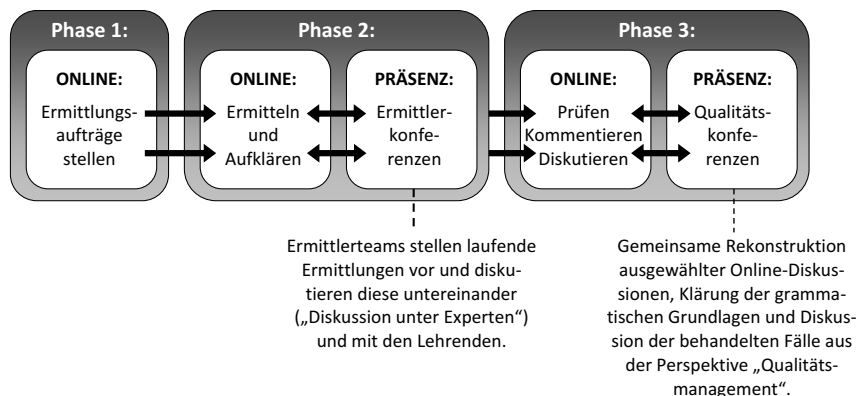 Phase 1:
ONLINE:
Ermittlungs-
aufträge
stellen
Phase 2:
ONLINE:
Ermitteln
und
Aufklären
PRÄSENZ:
Ermittler-
konferenzen
Phase 3:
ONLINE:
Prüfen
Kommentieren
Diskutieren
PRÄSENZ:
Qualitäts-
konfe-
renzen
Ermittlerteams stellen laufende
Ermittlungen vor und disku-
tieren diese untereinander
(„Diskussion unter Experten“)
und mit den Lehrenden.
Gemeinsame Rekonstruktion
ausgewählter Online-Diskus-
sionen, Klärung der gramma-
tischen Grundlagen und Diskus-
sion der behandelten Fälle aus
der Perspektive „Qualitäts-
management“.